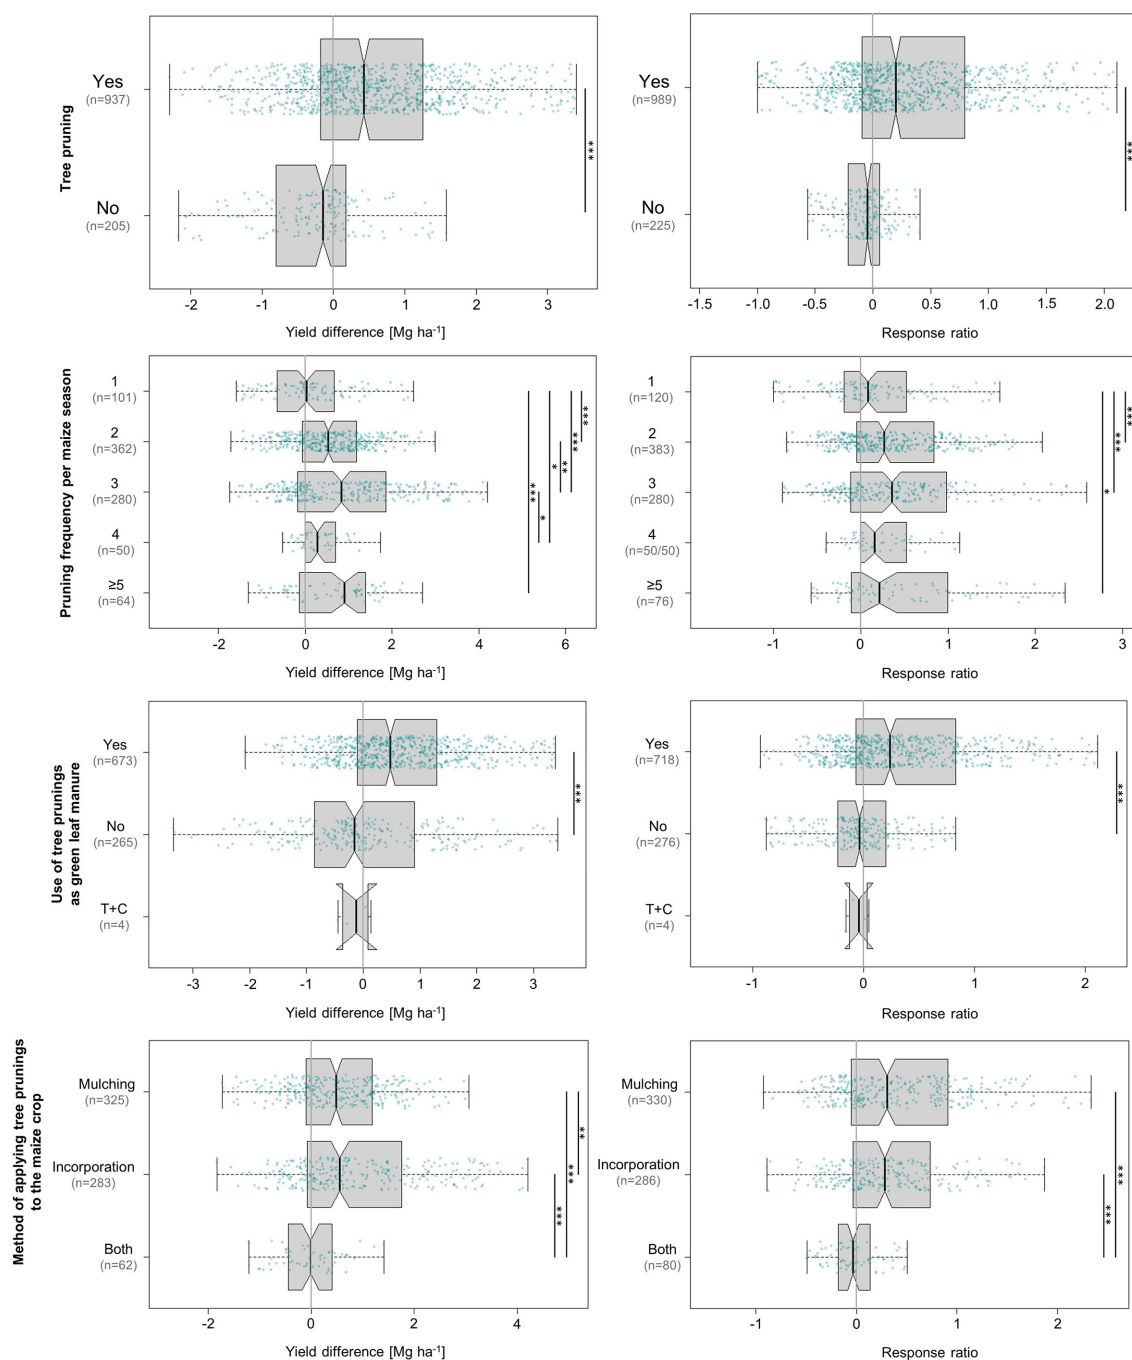 Tree pruning
Yes
(n=937)
No
(n=205)
***
-2 -1 0 1 2 3
Yield difference [Mg ha-1]
Yes
(n=989)
No
(n=225)
***
-1.5 -1.0 -0.5 0 0.5 1.0 1.5 2.0
Response ratio
Pruning frequency per maize season
1
(n=101)
2
(n=362)
3
(n=280)
4
(n=50)
≥5
(n=64)
***
***
**
*
*
***
-2 0 2 4 6
Yield difference [Mg ha-1]
1
(n=120)
2
(n=383)
3
(n=280)
4
(n=50/50)
≥5
(n=76)
***
***
*
-1 0 1 2 3
Response ratio
Use of tree prunings
as green leaf manure
Yes
(n=673)
No
(n=265)
T+C
(n=4)
***
-3 -2 -1 0 1 2 3
Yield difference [Mg ha-1]
Yes
(n=718)
No
(n=276)
T+C
(n=4)
***
-1 0 1 2
Response ratio
Method of applying tree prunings
to the maize crop
Mulching
(n=325)
Incorporation
(n=283)
Both
(n=62)
**
***
***
-2 0 2 4
Yield difference [Mg ha-1]
Mulching
(n=330)
Incorporation
(n=286)
Both
(n=80)
***
***
-1 0 1 2
Response ratio